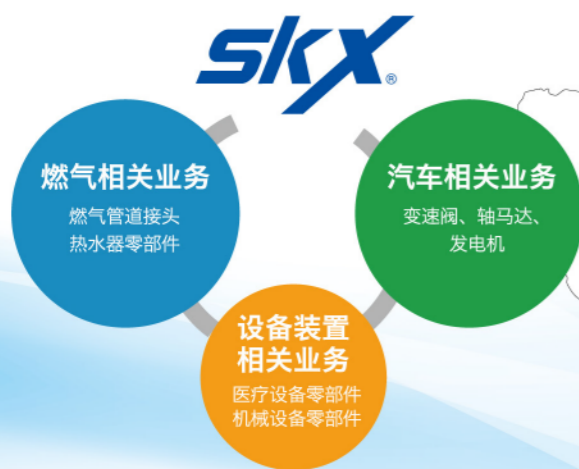 skx®
燃气相关业务
燃气管道接头
热水器零部件
汽车相关业务
变速阀、轴马达、
发电机
设备装置
相关业务
医疗设备零部件
机械设备零部件